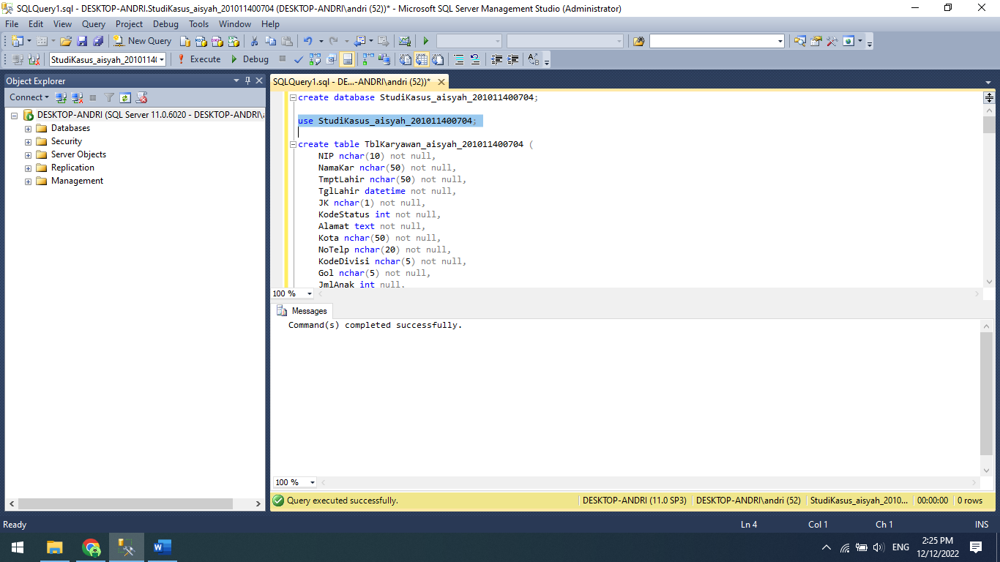 SQLQuery1.sql - DESKTOP-ANDRI.StudiKasus_aisyah_201011400704 (DESKTOP-ANDRI\andri (52))* - Microsoft SQL Server Management Studio (Administrator)
File Edit View Query Project Debug Tools Window Help
New Query
StudiKasus_aisyah_2010114 Execute Debug
Object Explorer
Connect
DESKTOP-ANDRI (SQL Server 11.0.6020 - DESKTOP-ANDRI\
Databases
Security
Server Objects
Replication
Management
SQLQuery1.sql - DE...-ANDRI\andri (52))*
create database StudiKasus_aisyah_201011400704;
use StudiKasus_aisyah_201011400704;
create table TblKaryawan_aisyah_201011400704 (
NIP nchar(10) not null,
NamaKar nchar(50) not null,
TmptLahir nchar(50) not null,
TglLahir datetime not null,
JK nchar(1) not null,
KodeStatus int not null,
Alamat text not null,
Kota nchar(50) not null,
NoTelp nchar(20) not null,
KodeDivisi nchar(5) not null,
Gol nchar(5) not null,
JmlAnak int null,
100 %
Messages
Command(s) completed successfully.
100 %
Query executed successfully. DESKTOP-ANDRI (11.0 SP3) DESKTOP-ANDRI\andri (52) StudiKasus_aisyah_2010... 00:00:00 0 rows
Ready Ln 4 Col 1 Ch 1 INS
ENG
2:25 PM
12/12/2022